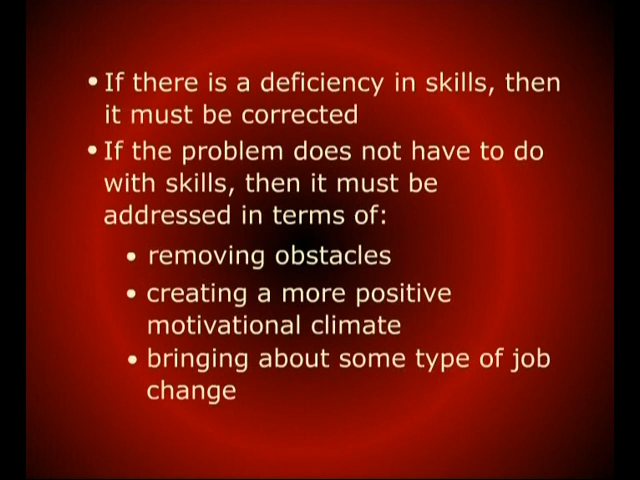 • If there is a deficiency in skills, then
it must be corrected
• If the problem does not have to do
with skills, then it must be
addressed in terms of:
• removing obstacles
• creating a more positive
motivational climate
• bringing about some type of job
change